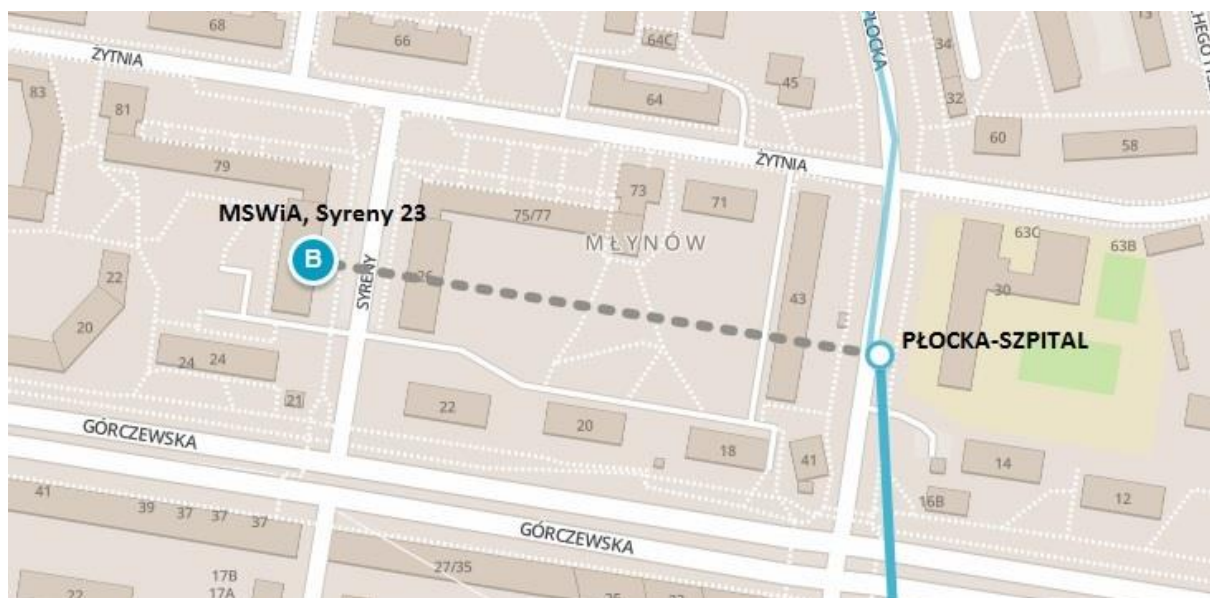 68
66
64C
PŁOCKA
34
15
ŻYTNIA
83
81
64
45
32
60
58
79
ŻYTNIA
73
71
MSWiA, Syreny 23
75/77
MŁYNÓW
63C
63B
B
22
SYRENY
26
43
30
20
PŁOCKA-SZPITAL
24
24
21
22
20
18
41
14
12
16B
GÓRCZEWSKA
41
39
37
37
37
GÓRCZEWSKA
27/35
17B
17A
22